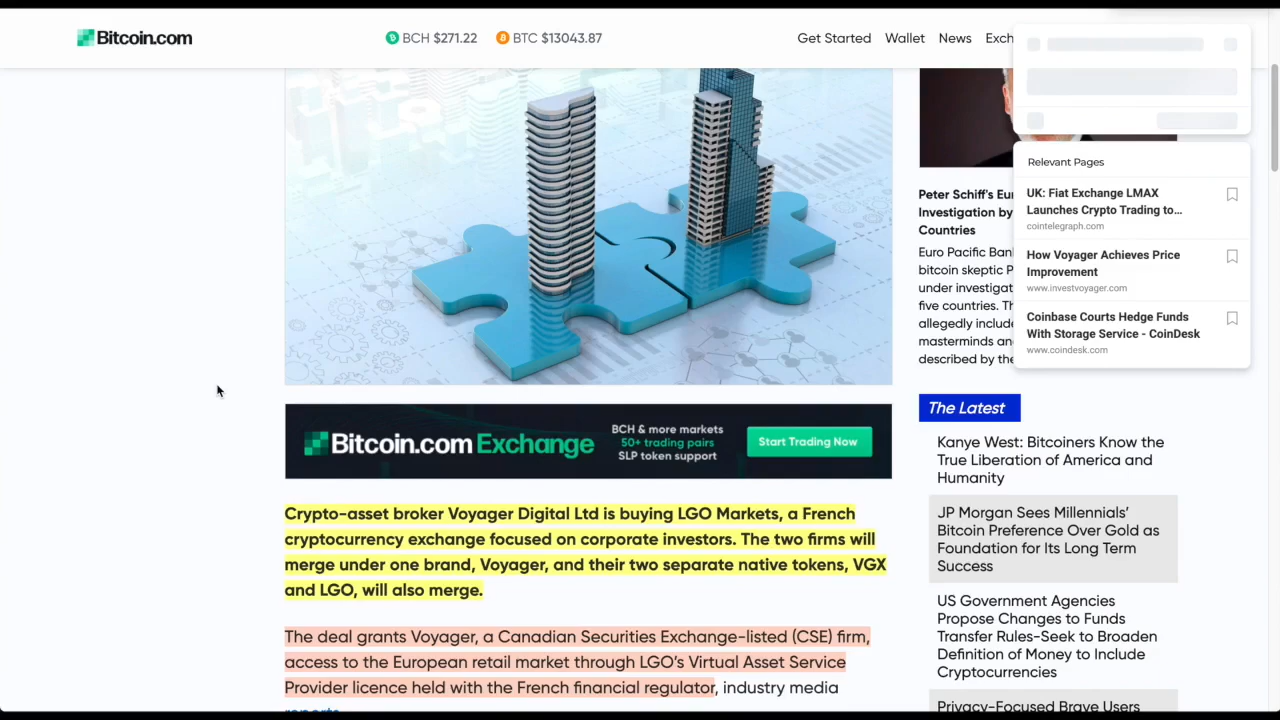 Bitcoin.com
BCH $271.22
BTC $13043.87
Get Started
Wallet
News
Relevant Pages
UK: Fiat Exchange LMAX
Launches Crypto Trading to...
cointelegraph.com
How Voyager Achieves Price
Improvement
www.investvoyager.com
Coinbase Courts Hedge Funds
With Storage Service - CoinDesk
www.coindesk.com
Peter Schiff's
Investigation by
Countries
Euro Pacific
bitcoin skeptic
under
five countries.
allegedly
masterminds
described by
Bitcoin.com Exchange
BCH & more markets
50+ trading pairs
SLP token support
Start Trading Now
Crypto-asset broker Voyager Digital Ltd is buying LGO Markets, a French
cryptocurrency exchange focused on corporate investors. The two firms will
merge under one brand, Voyager, and their two separate native tokens, VGX
and LGO, will also merge.
The deal grants Voyager, a Canadian Securities Exchange-listed (CSE) firm,
access to the European retail market through LGO's Virtual Asset Service
Provider licence held with the French financial regulator, industry media
The Latest
Kanye West: Bitcoiners Know the
True Liberation of America and
Humanity
JP Morgan Sees Millennials'
Bitcoin Preference Over Gold as
Foundation for Its Long Term
Success
US Government Agencies
Propose Changes to Funds
Transfer Rules-Seek to Broaden
Definition of Money to Include
Cryptocurrencies
Privacy-Focused Brave Users